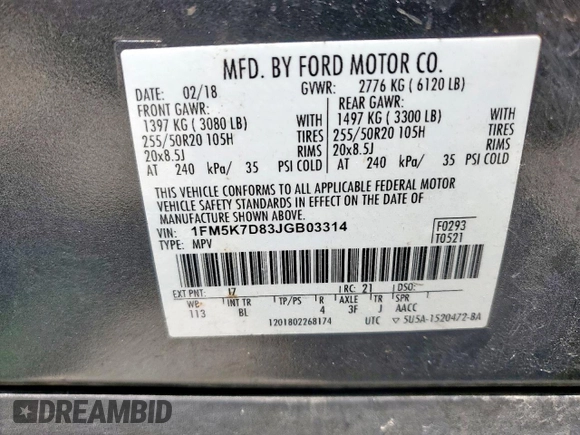 MFD. BY FORD MOTOR CO.
DATE: 02/18 GVWR: 2776 KG ( 6120 LB)
FRONT GAWR: REAR GAWR:
1397 KG ( 3080 LB) WITH 1497 KG ( 3300 LB) WITH
255/50R20 105H TIRES 255/50R20 105H TIRES
20x8.5J RIMS 20x8.5J RIMS
AT 240 kPa/ 35 PSI COLD AT 240 kPa/ 35 PSI COLD
THIS VEHICLE CONFORMS TO ALL APPLICABLE FEDERAL MOTOR
VEHICLE SAFETY STANDARDS IN EFFECT ON THE DATE OF
MANUFACTURE SHOWN ABOVE.
VIN: 1FM5K7D83JGB03314 F0293
TYPE: MPV T0521
EXT PNT: J7 RC: 21 DSO:
WB INT TR TP/PS R AXLE TR SPR
113 BL 4 3F J AACC
1201802268174 UTC ▽ 5U5A-1520472-BA
DREAMBID